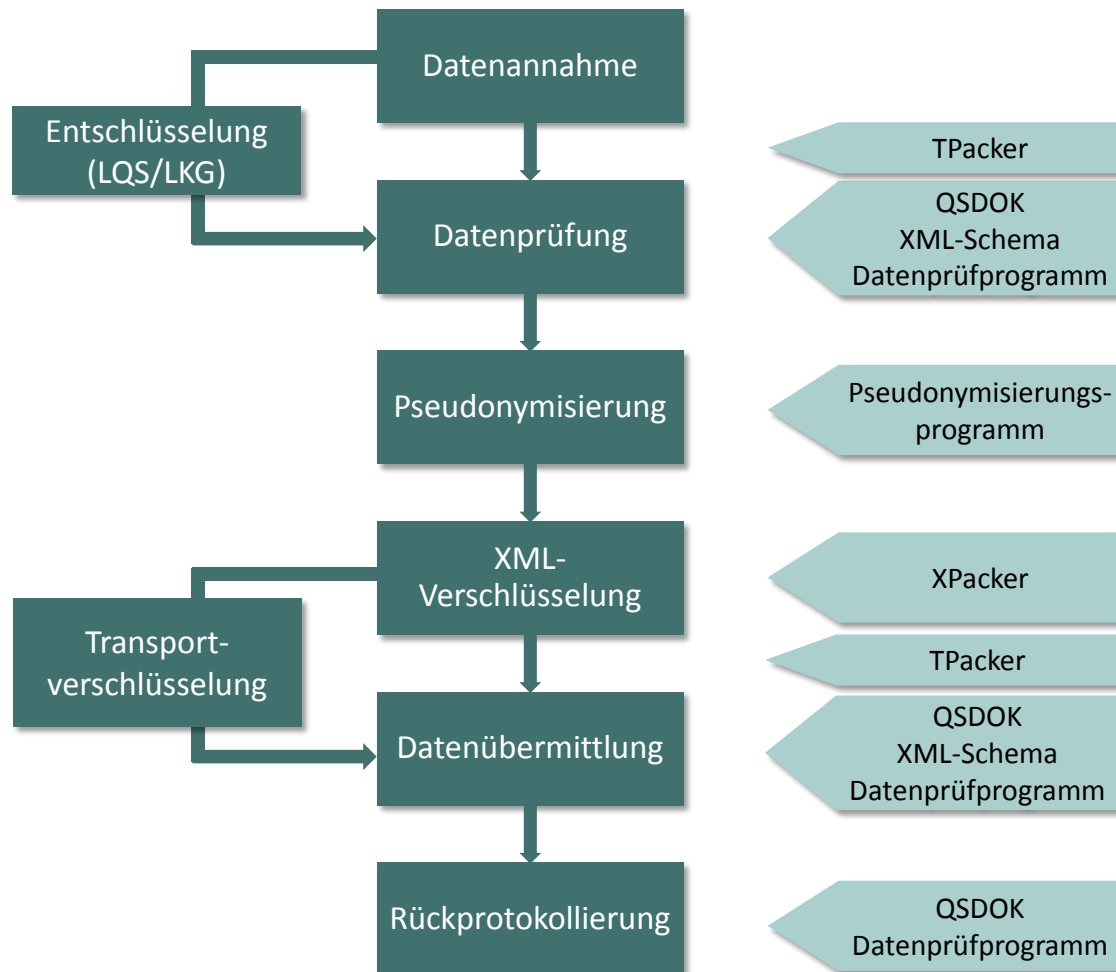 Datenannahme
Entschlüsselung
(LQS/LKG)
TPacker
Datenprüfung
QSDOK
XML-Schema
Datenprüfprogramm
Pseudonymisierung
Pseudonymisierungs-
programm
XML-
Verschlüsselung
XPacker
Transport-
verschlüsselung
TPacker
Datenübermittlung
QSDOK
XML-Schema
Datenprüfprogramm
Rückprotokollierung
QSDOK
Datenprüfprogramm